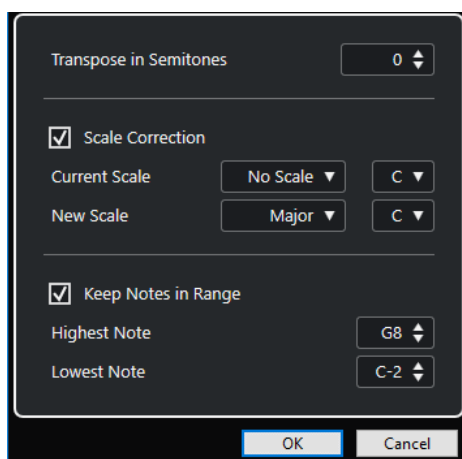 Transpose in Semitones 0
Scale Correction
Current Scale No Scale C
New Scale Major C
Keep Notes in Range
Highest Note G8
Lowest Note C-2
OK Cancel